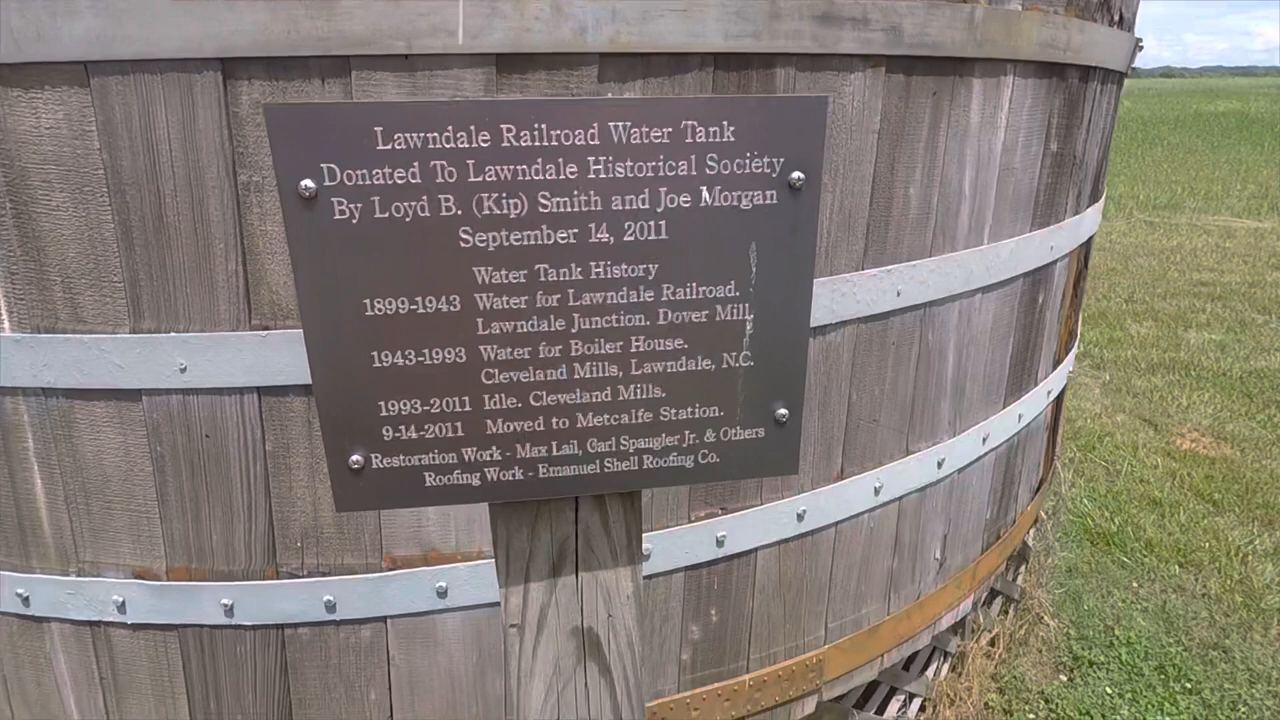 Lawndale Railroad Water Tank
Donated To Lawndale Historical Society
By Loyd B. (Kip) Smith and Joe Morgan
September 14, 2011
Water Tank History
1899-1943 Water for Lawndale Railroad.
Lawndale Junction. Dover Mill.
1943-1993 Water for Boiler House.
Cleveland Mills, Lawndale, N.C.
1993-2011 Idle. Cleveland Mills.
9-14-2011 Moved to Metcalfe Station.
Restoration Work - Max Lail, Carl Spangler Jr. & Others
Roofing Work - Emanuel Shell Roofing Co.